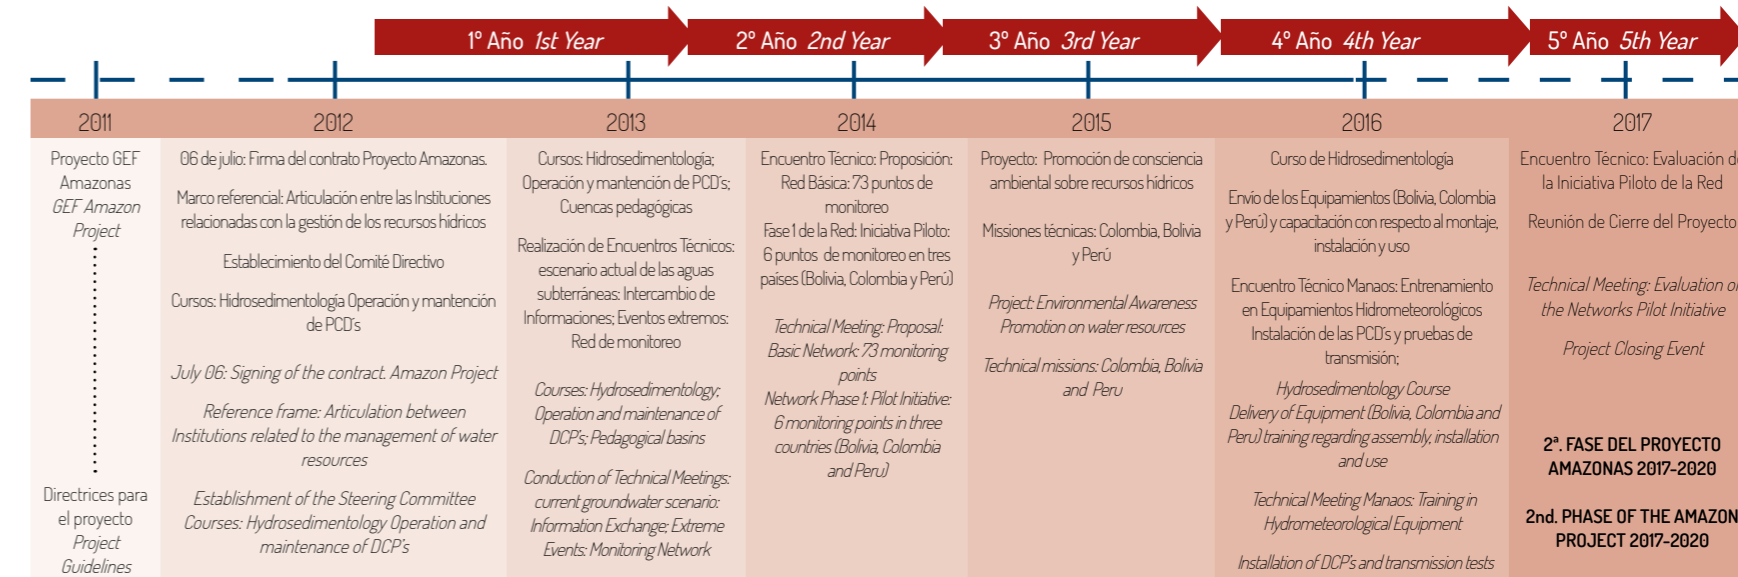 1º Año 1st Year
2º Año 2nd Year
3º Año 3rd Year
4º Año 4th Year
5º Año 5th Year
2011
2012
2013
2014
2015
2016
2017
Proyecto GEF
Amazonas
GEF Amazon
Project
Directrices para
el proyecto
Project
Guidelines
06 de julio: Firma del contrato Proyecto Amazonas.
Marco referencial: Articulación entre las Instituciones
relacionadas con la gestión de los recursos hídricos
Establecimiento del Comité Directivo
Cursos: Hidrosedimentología Operación y mantención
de PCD's
July 06: Signing of the contract. Amazon Project
Reference frame: Articulation between
Institutions related to the management of water
resources
Establishment of the Steering Committee
Courses: Hydrosedimentology Operation and
maintenance of DCP's
Cursos: Hidrosedimentología;
Operación y mantención de PCD's;
Cuencas pedagógicas
Realización de Encuentros Técnicos:
escenario actual de las aguas
subterráneas: Intercambio de
Informaciones; Eventos extremos:
Red de monitoreo
Courses: Hydrosedimentology;
Operation and maintenance of
DCP's; Pedagogical basins
Conduction of Technical Meetings:
current groundwater scenario:
Information Exchange; Extreme
Events: Monitoring Network
Encuentro Técnico: Proposición:
Red Básica: 73 puntos de
monitoreo
Fase 1 de la Red: Iniciativa Piloto:
6 puntos de monitoreo en tres
países (Bolivia, Colombia y Perú)
Technical Meeting: Proposal:
Basic Network: 73 monitoring
points
Network Phase 1: Pilot Initiative:
6 monitoring points in three
countries (Bolivia, Colombia
and Peru)
Proyecto: Promoción de consciencia
ambiental sobre recursos hídricos
Missiones técnicas: Colombia, Bolivia
y Perú
Project: Environmental Awareness
Promotion on water resources
Technical missions: Colombia, Bolivia
and Peru
Curso de Hidrosedimentología
Envío de los Equipamientos (Bolivia, Colombia
y Perú) y capacitación con respecto al montaje,
instalación y uso
Encuentro Técnico Manaos: Entrenamiento
en Equipamientos Hidrometeorológicos
Instalación de las PCD's y pruebas de
transmisión;
Hydrosedimentology Course
Delivery of Equipment (Bolivia, Colombia and
Peru) training regarding assembly, installation
and use
Technical Meeting Manaos: Training in
Hydrometeorological Equipment
Installation of DCP's and transmission tests
Encuentro Técnico: Evaluación de
la Iniciativa Piloto de la Red
Reunión de Cierre del Proyecto
Technical Meeting: Evaluation of
the Networks Pilot Initiative
Project Closing Event
2ª. FASE DEL PROYECTO
AMAZONAS 2017-2020
2nd. PHASE OF THE AMAZON
PROJECT 2017-2020